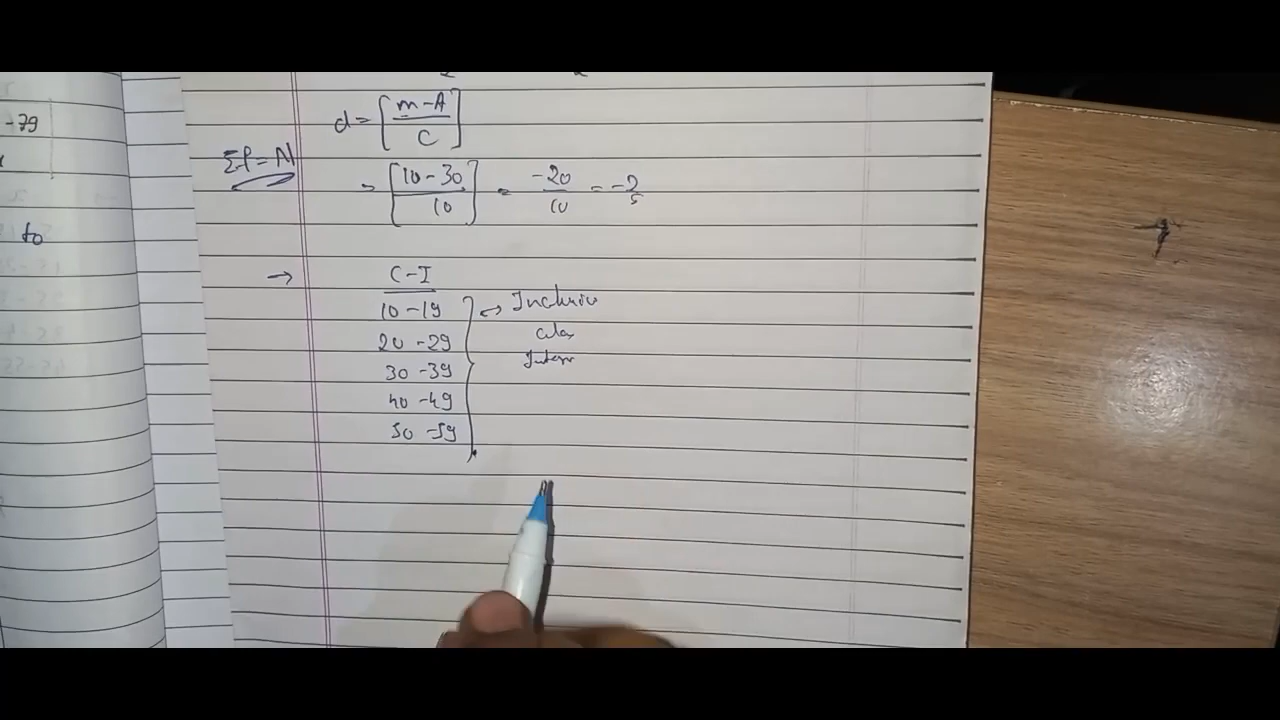 -79
to
d = [m-A / C]
Σf = N
= [10-30 / 10] = -20/10 = -2
→ C-I
10-19
20-29
30-39
40-49
50-59
Inclusive
class